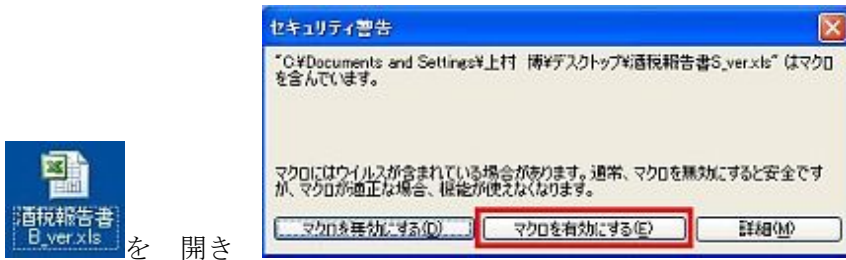 セキュリティ警告
"C:¥Documents and Settings¥上村　博¥デスクトップ¥酒税報告書S_ver.xls" はマクロ
を含んでいます。
マクロにはウイルスが含まれている場合があります。通常、マクロを無効にすると安全です
が、マクロが適正な場合、機能が使えなくなります。
マクロを無効にする(D)　マクロを有効にする(E)　詳細(M)
酒税報告書
B_ver.xls
を　開き